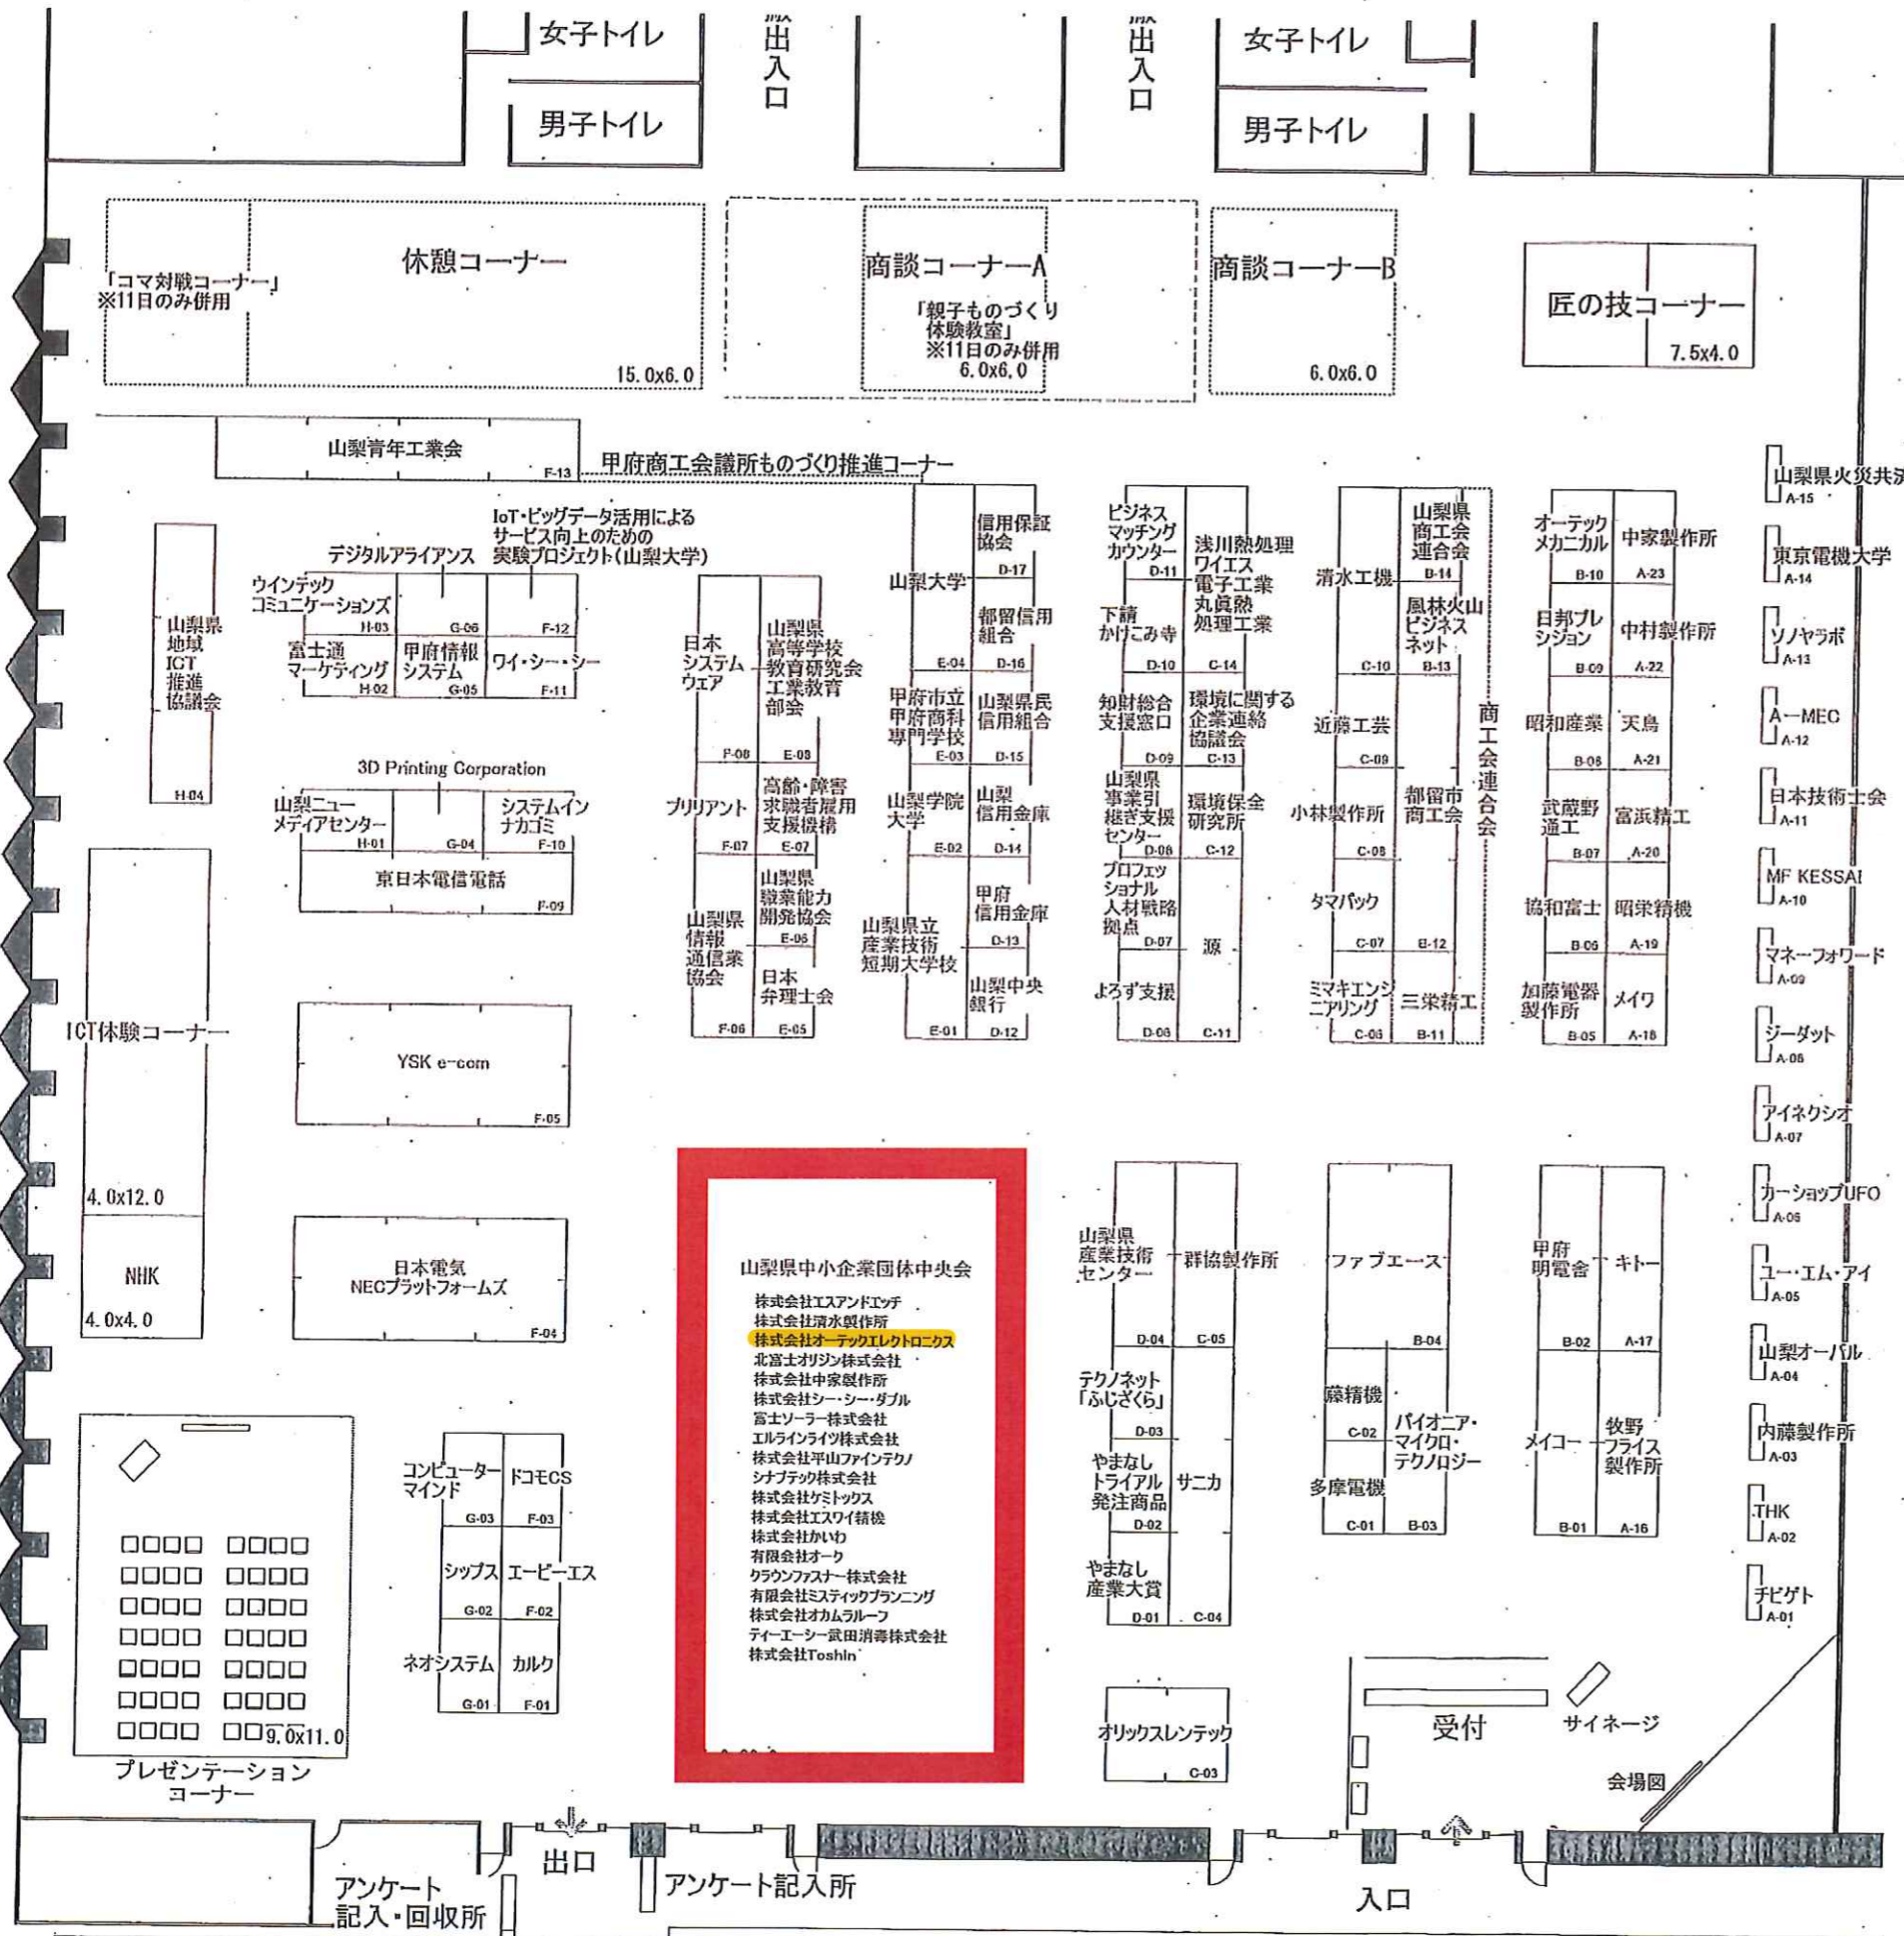 女子トイレ
男子トイレ
出入口
出入口
女子トイレ
男子トイレ
「コマ対戦コーナー」
※11日のみ併用
休憩コーナー
15.0x6.0
商談コーナーA
「親子ものづくり
体験教室」
※11日のみ併用
6.0x6.0
商談コーナーB
6.0x6.0
匠の技コーナー
7.5x4.0
山梨青年工業会
F-13
甲府商工会議所ものづくり推進コーナー
山梨県
地域
ICT
推進
協議会
H-04
デジタルアライアンス
IoT・ビッグデータ活用による
サービス向上のための
実験プロジェクト(山梨大学)
ウインテック
コミュニケーションズ
H-03
G-06
F-12
富士通
マーケティング
H-02
甲府情報
システム
G-05
ワイ・シー・シー
F-11
3D Printing Corporation
山梨ニュー
メディアセンター
H-01
G-04
システムイン
ナカゴミ
F-10
東日本電信電話
F-09
ICT体験コーナー
4.0x12.0
NHK
4.0x4.0
YSK e-com
F-05
日本電気
NECプラットフォームズ
F-04
日本
システム
ウェア
F-08
山梨県
高等学校
教育研究会
工業教育
部会
E-08
ブリリアント
F-07
高齢・障害
求職者雇用
支援機構
E-07
山梨県
情報
通信業
協会
F-06
山梨県
職業能力
開発協会
E-06
日本
弁理士会
E-05
山梨大学
E-04
信用保証
協会
D-17
都留信用
組合
D-16
甲府市立
甲府商科
専門学校
E-03
山梨県民
信用組合
D-15
山梨学院
大学
E-02
山梨
信用金庫
D-14
山梨県立
産業技術
短期大学校
E-01
甲府
信用金庫
D-13
山梨中央
銀行
D-12
ビジネス
マッチング
カウンター
D-11
浅川熱処理
ワイエス
電子工業
丸眞熱
処理工業
C-14
下請
かけこみ寺
D-10
知財総合
支援窓口
D-09
環境に関する
企業連絡
協議会
C-13
山梨県
事業引
継ぎ支援
センター
D-08
環境保全
研究所
C-12
プロフェッ
ショナル
人材戦略
拠点
D-07
源
C-11
よろず支援
D-06
清水工機
C-10
山梨県
商工会
連合会
B-14
風林火山
ビジネス
ネット
B-13
近藤工芸
C-09
小林製作所
C-08
都留市
商工会
タマパック
C-07
B-12
ミマキエンジ
ニアリング
C-06
三栄精工
B-11
商工会連合会
オーテック
メカニカル
B-10
中家製作所
A-23
日邦プレ
シジョン
B-09
中村製作所
A-22
昭和産業
B-08
天鳥
A-21
武蔵野
通工
B-07
富浜精工
A-20
協和富士
B-06
昭栄精機
A-19
加藤電器
製作所
B-05
メイワ
A-18
山梨県火災共済
A-15
東京電機大学
A-14
ソノヤラボ
A-13
A-MEC
A-12
日本技術士会
A-11
MF KESSAI
A-10
マネーフォワード
A-09
ジーダット
A-08
アイネクシオ
A-07
カーショップUFO
A-06
ユー・エム・アイ
A-05
山梨オーパル
A-04
内藤製作所
A-03
THK
A-02
チビゲト
A-01
山梨県中小企業団体中央会
株式会社エスアンドエッチ
株式会社清水製作所
株式会社オーテックエレクトロニクス
北富士オリジン株式会社
株式会社中家製作所
株式会社シー・シー・ダブル
富士ソーラー株式会社
エルラインライツ株式会社
株式会社平山ファインテクノ
シナプテック株式会社
株式会社ケミトックス
株式会社エスワイ精機
株式会社かいわ
有限会社オーク
クラウンファスナー株式会社
有限会社ミスティックプランニング
株式会社オカムラルーフ
ティーエーシー武田消毒株式会社
株式会社Toshin
山梨県
産業技術
センター
D-04
群協製作所
C-05
テクノネット
「ふじざくら」
D-03
やまなし
トライアル
発注商品
D-02
サニカ
やまなし
産業大賞
D-01
C-04
ファブエース
B-04
藤精機
C-02
パイオニア・
マイクロ・
テクノロジー
多摩電機
C-01
B-03
甲府
明電舎
B-02
キトー
A-17
メイコー
B-01
牧野
フライス
製作所
A-16
コンピューター
マインド
G-03
ドコモCS
F-03
シップス
G-02
エービーエス
F-02
ネオシステム
G-01
カルク
F-01
9.0x11.0
プレゼンテーション
コーナー
オリックスレンテック
C-03
受付
サイネージ
会場図
出口
アンケート
記入・回収所
アンケート記入所
入口